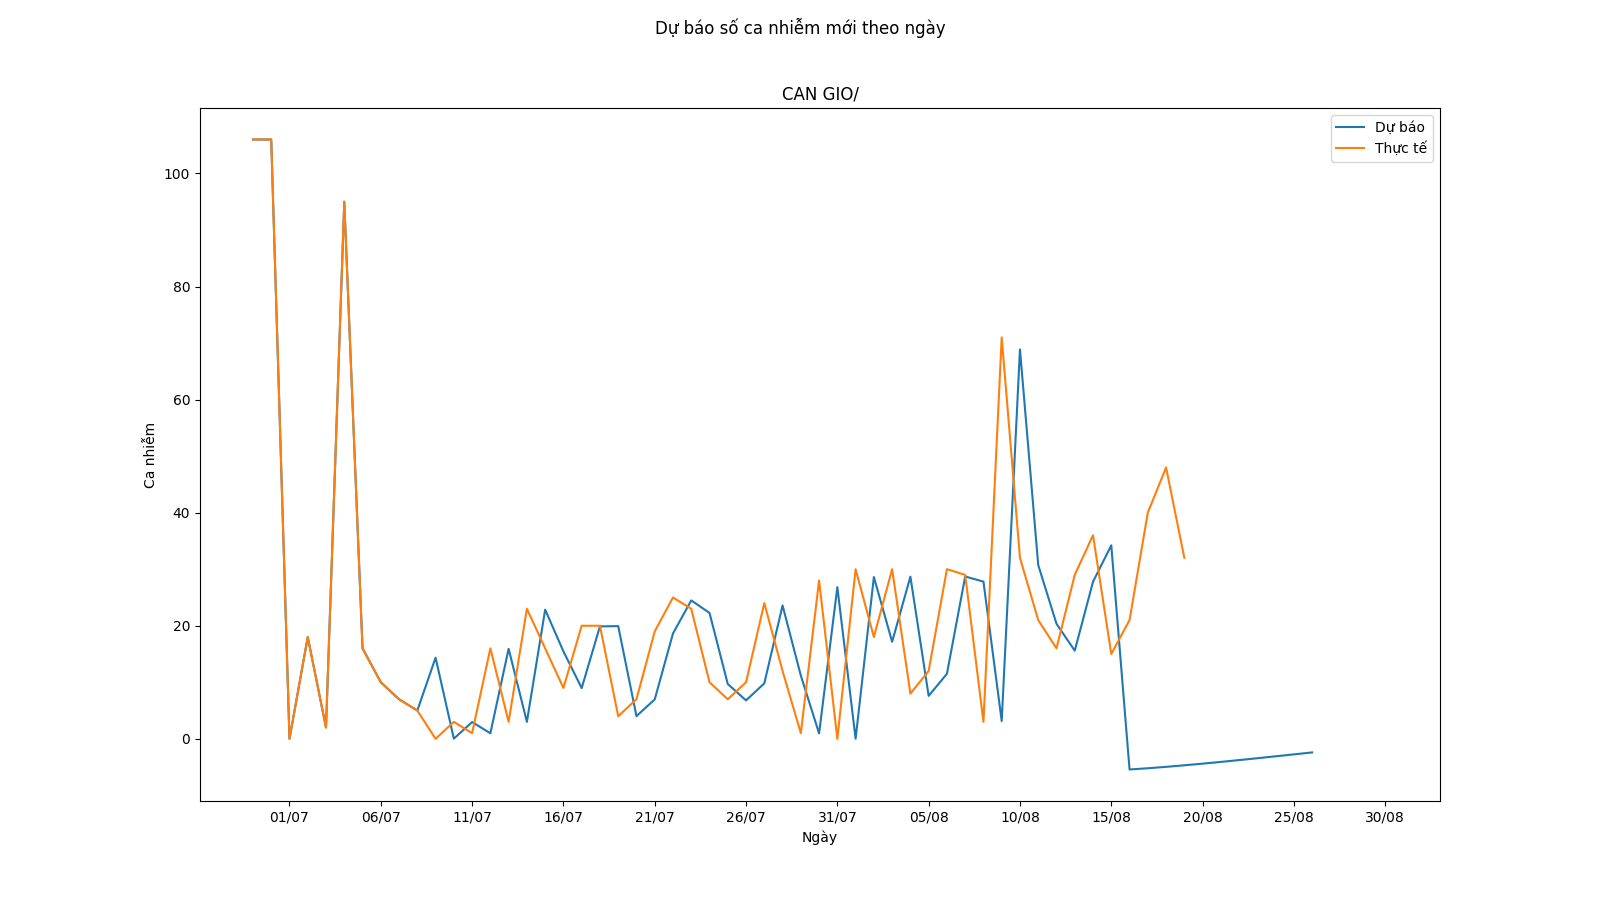 Dự báo số ca nhiễm mới theo ngày
CAN GIO/
Dự báo
Thực tế
100
80
60
40
20
0
Ca nhiễm
01/07 06/07 11/07 16/07 21/07 26/07 31/07 05/08 10/08 15/08 20/08 25/08 30/08
Ngày